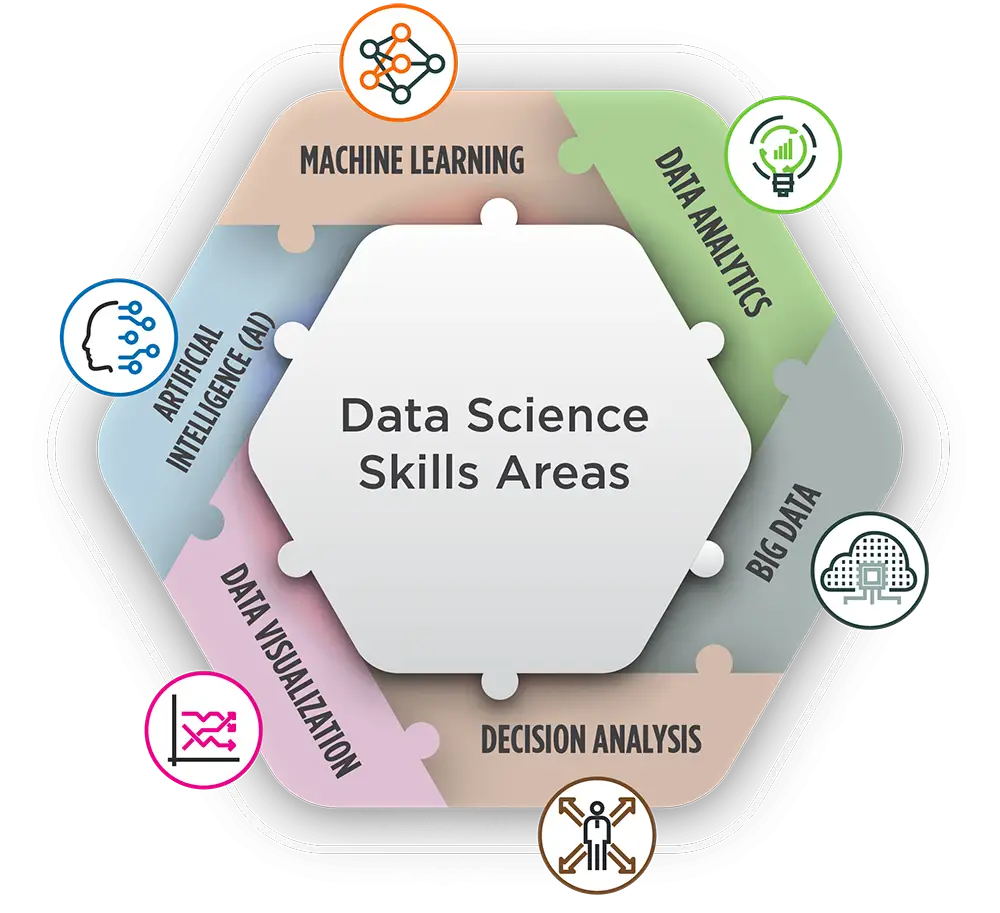 MACHINE LEARNING
DATA ANALYTICS
ARTIFICIAL
INTELLIGENCE (AI)
Data Science
Skills Areas
BIG DATA
DATA VISUALIZATION
DECISION ANALYSIS